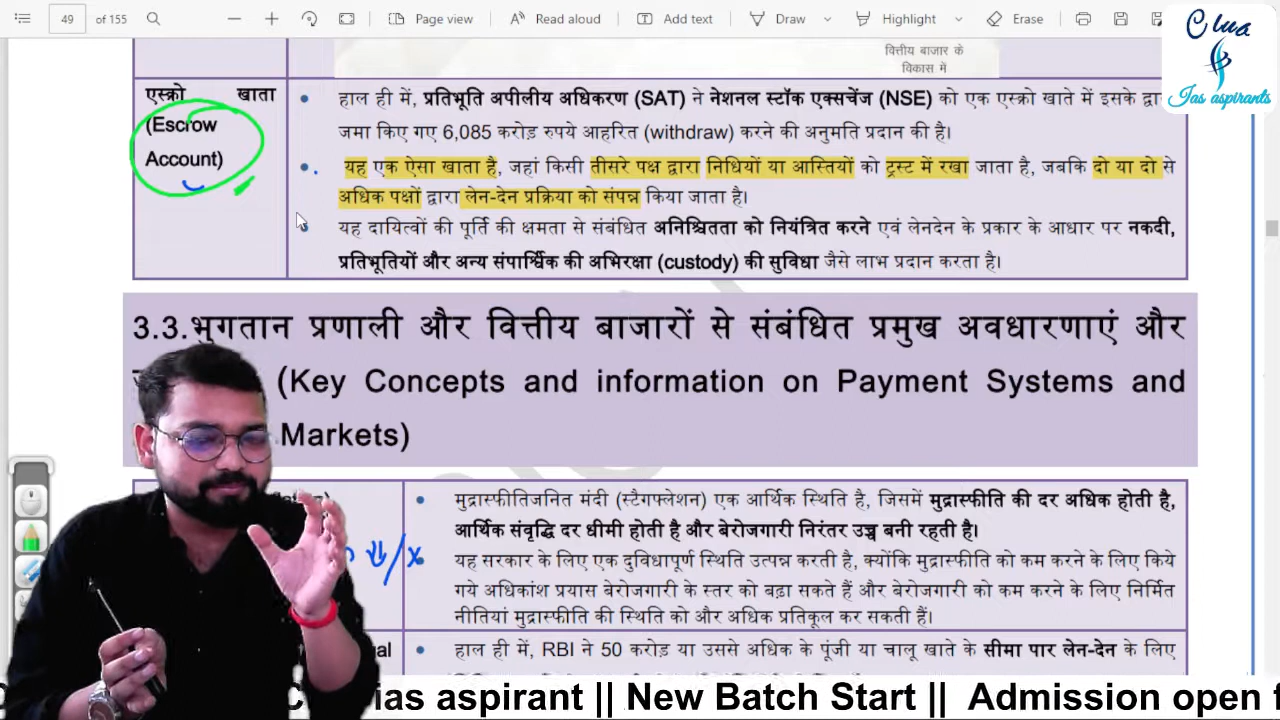 49 of 155
Page view
Read aloud
Add text
Draw
Highlight
Erase
Clua
Ias aspirants
वित्तीय बाजार के
विकास में
एस्क्रो खाता
(Escrow
Account)
हाल ही में, प्रतिभूति अपीलीय अधिकरण (SAT) ने नेशनल स्टॉक एक्सचेंज (NSE) को एक एस्क्रो खाते में इसके
जमा किए गए 6,085 करोड़ रुपये आहरित (withdraw) करने की अनुमति प्रदान की है।
यह एक ऐसा खाता है, जहां किसी तीसरे पक्ष द्वारा निधियों या आस्तियों को ट्रस्ट में रखा जाता है, जबकि दो या दो से
अधिक पक्षों द्वारा लेन-देन प्रक्रिया को संपन्न किया जाता है।
यह दायित्वों की पूर्ति की क्षमता से संबंधित अनिश्चितता को नियंत्रित करने एवं लेनदेन के प्रकार के आधार पर नकदी,
प्रतिभूतियों और अन्य संपार्श्विक की अभिरक्षा (custody) की सुविधा जैसे लाभ प्रदान करता है।
3.3.भुगतान प्रणाली और वित्तीय बाजारों से संबंधित प्रमुख अवधारणाएं और
(Key Concepts and information on Payment Systems and
Markets)
मुद्रास्फीतिजनित मंदी (स्टैगफ्लेशन) एक आर्थिक स्थिति है, जिसमें मुद्रास्फीति की दर अधिक होती है,
आर्थिक संवृद्धि दर धीमी होती है और बेरोजगारी निरंतर उच्च बनी रहती है।
यह सरकार के लिए एक दुविधापूर्ण स्थिति उत्पन्न करती है, क्योंकि मुद्रास्फीति को कम करने के लिए किये
गये अधिकांश प्रयास बेरोजगारी के स्तर को बढ़ा सकते हैं और बेरोजगारी को कम करने के लिए निर्मित
नीतियां मुद्रास्फीति की स्थिति को और अधिक प्रतिकूल कर सकती हैं।
हाल ही में, RBI ने 50 करोड़ या उससे अधिक के पूंजी या चालू खाते के सीमा पार लेन-देन के लिए
ias aspirant || New Batch Start || Admission open